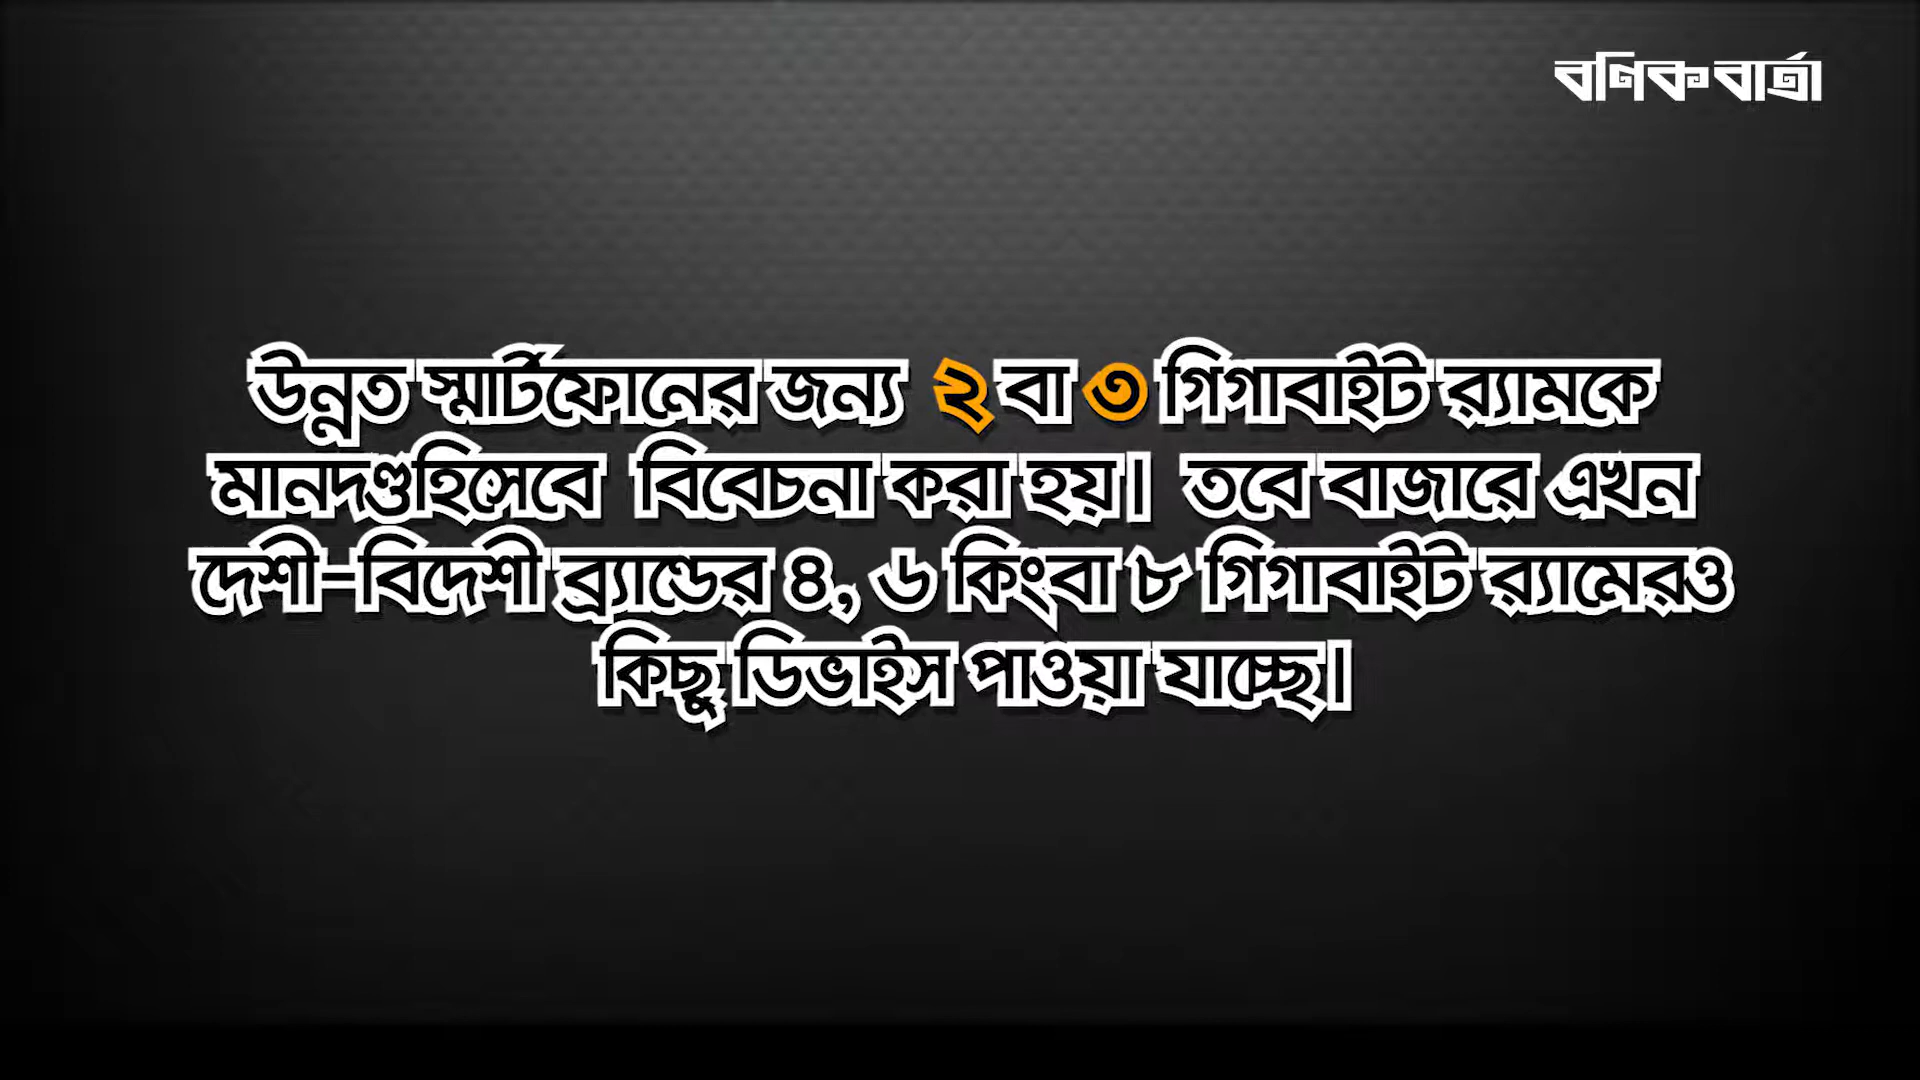 বণিক বার্তা
উন্নত স্মার্টফোনের জন্য ২ বা ৩ গিগাবাইট র‍্যামকে
মানদণ্ডহিসেবে বিবেচনা করা হয়। তবে বাজারে এখন
দেশী-বিদেশী ব্র্যান্ডের ৪, ৬ কিংবা ৮ গিগাবাইট র‍্যামেরও
কিছু ডিভাইস পাওয়া যাচ্ছে।